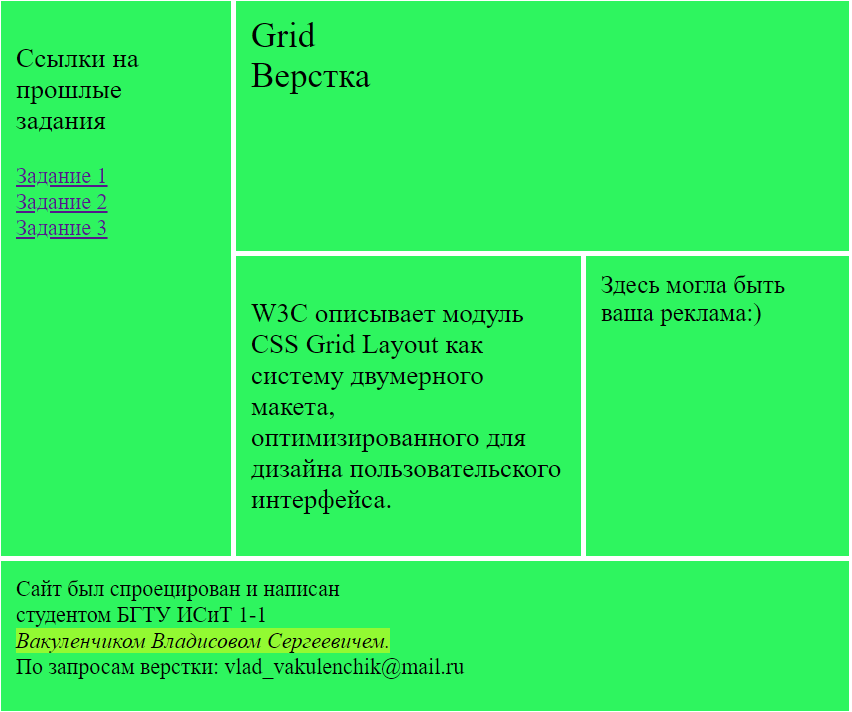 Ссылки на
прошлые
задания
Задание 1
Задание 2
Задание 3
Grid
Верстка
W3C описывает модуль
CSS Grid Layout как
систему двумерного
макета,
оптимизированного для
дизайна пользовательского
интерфейса.
Здесь могла быть
ваша реклама:)
Сайт был спроецирован и написан
студентом БГТУ ИСиТ 1-1
Вакуленчиком Владисовом Сергеевичем.
По запросам верстки: vlad_vakulenchik@mail.ru